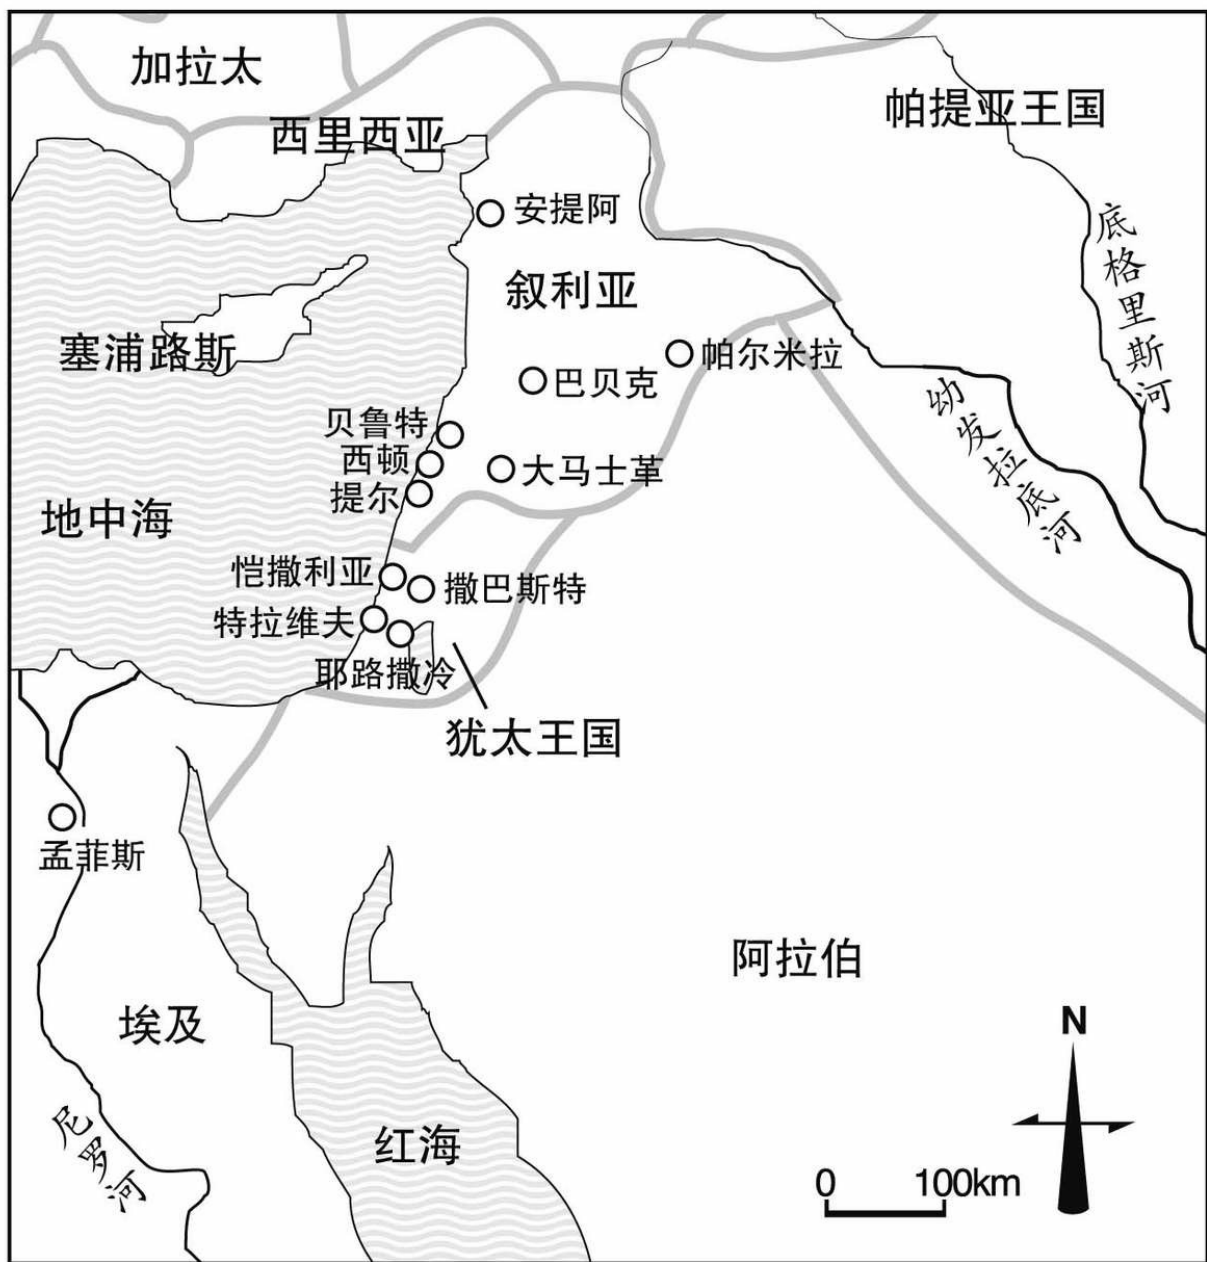 加拉太
西里西亚
帕提亚王国
安提阿
底格里斯河
叙利亚
塞浦路斯
帕尔米拉
巴贝克
幼发拉底河
贝鲁特
西顿
大马士革
提尔
地中海
恺撒利亚
撒巴斯特
特拉维夫
耶路撒冷
犹太王国
孟菲斯
阿拉伯
埃及
N
尼罗河
红海
0 100km